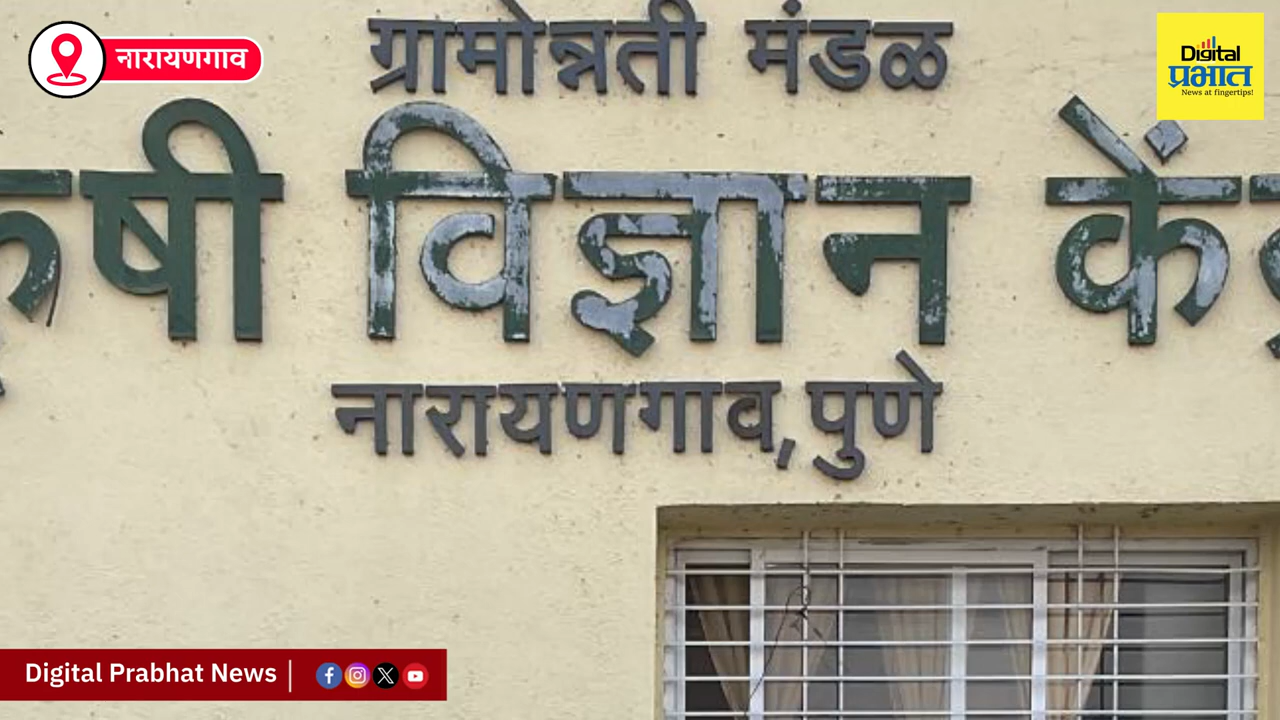 नारायणगाव
Digital
प्रभात
News at fingertips!
ग्रामोन्नती मंडळ
कृषी विज्ञान कें
नारायणगाव, पुणे
Digital Prabhat News |